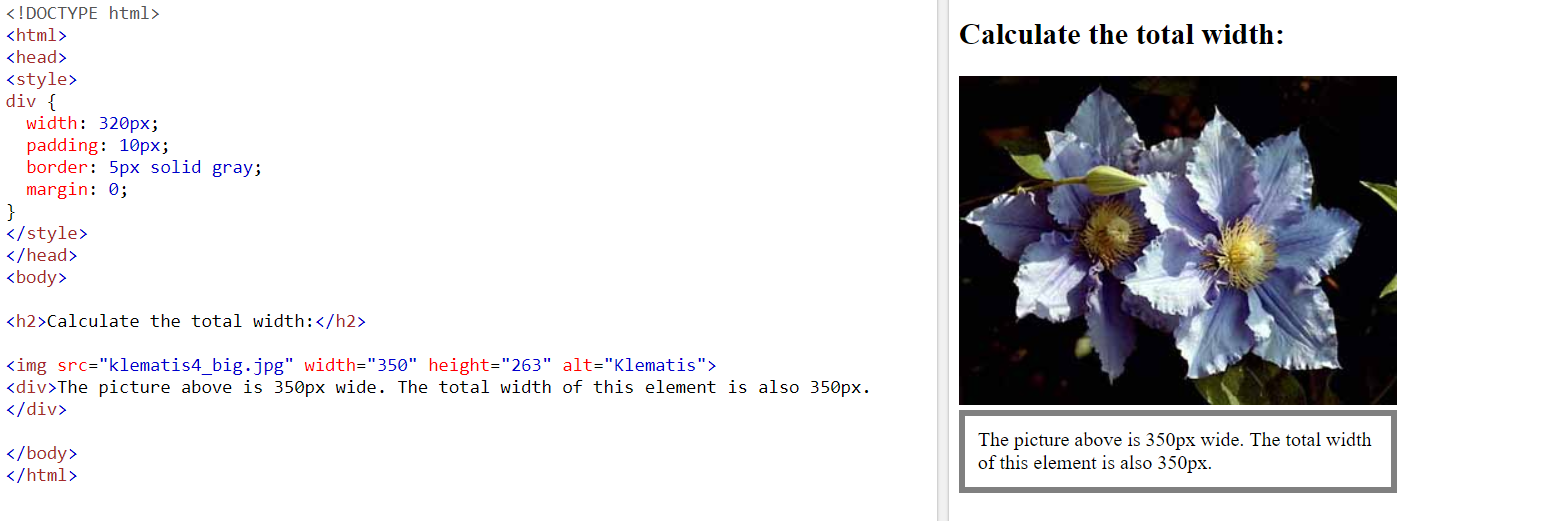 <!DOCTYPE html>
<html>
<head>
<style>
div {
  width: 320px;
  padding: 10px;
  border: 5px solid gray;
  margin: 0;
}
</style>
</head>
<body>
<h2>Calculate the total width:</h2>
<img src="klematis4_big.jpg" width="350" height="263" alt="Klematis">
<div>The picture above is 350px wide. The total width of this element is also 350px.
</div>
</body>
</html>
Calculate the total width:
The picture above is 350px wide. The total width
of this element is also 350px.